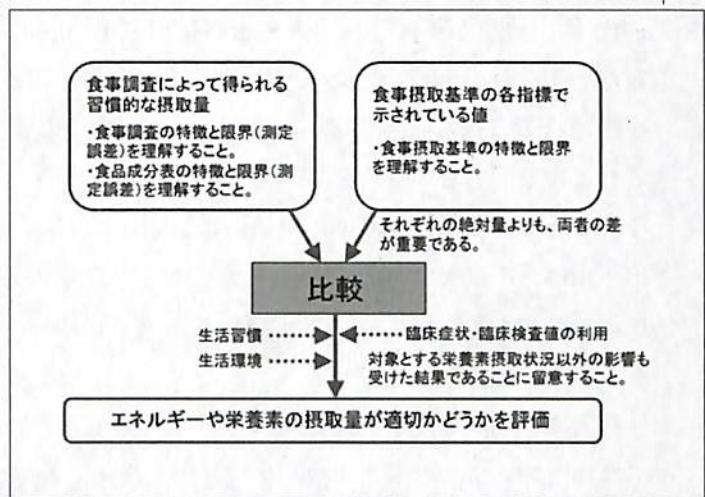 食事調査によって得られる
習慣的な摂取量
・食事調査の特徴と限界(測定
誤差)を理解すること。
・食品成分表の特徴と限界(測
定誤差)を理解すること。
食事摂取基準の各指標で
示されている値
・食事摂取基準の特徴と限界
を理解すること。
それぞれの絶対量よりも、両者の差
が重要である。
比較
生活習慣
臨床症状・臨床検査値の利用
生活環境
対象とする栄養素摂取状況以外の影響も
受けた結果であることに留意すること。
エネルギーや栄養素の摂取量が適切かどうかを評価